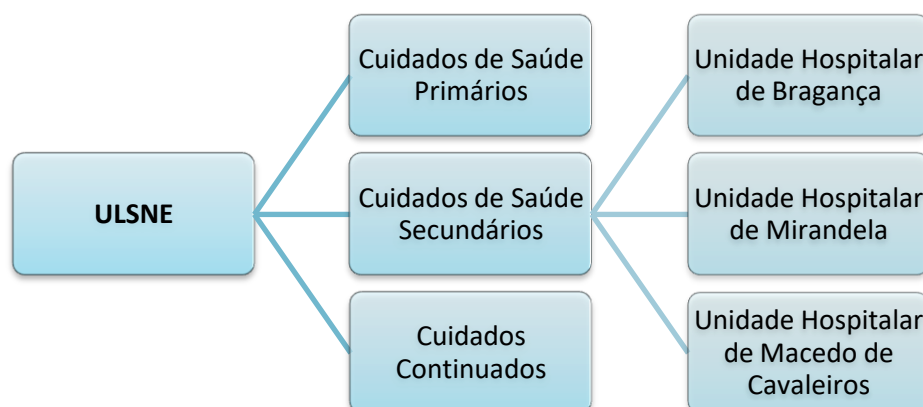 ULSNE
Cuidados de Saúde
Primários
Cuidados de Saúde
Secundários
Cuidados
Continuados
Unidade Hospitalar
de Bragança
Unidade Hospitalar
de Mirandela
Unidade Hospitalar
de Macedo de
Cavaleiros